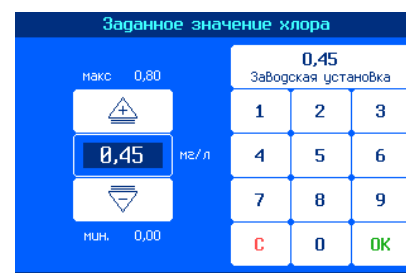 Заданное значение хлора
0,45
Заводская установка
макс 0,80
+
1 2 3
0,45 мг/л
4 5 6
−
7 8 9
мин. 0,00
C 0 OK